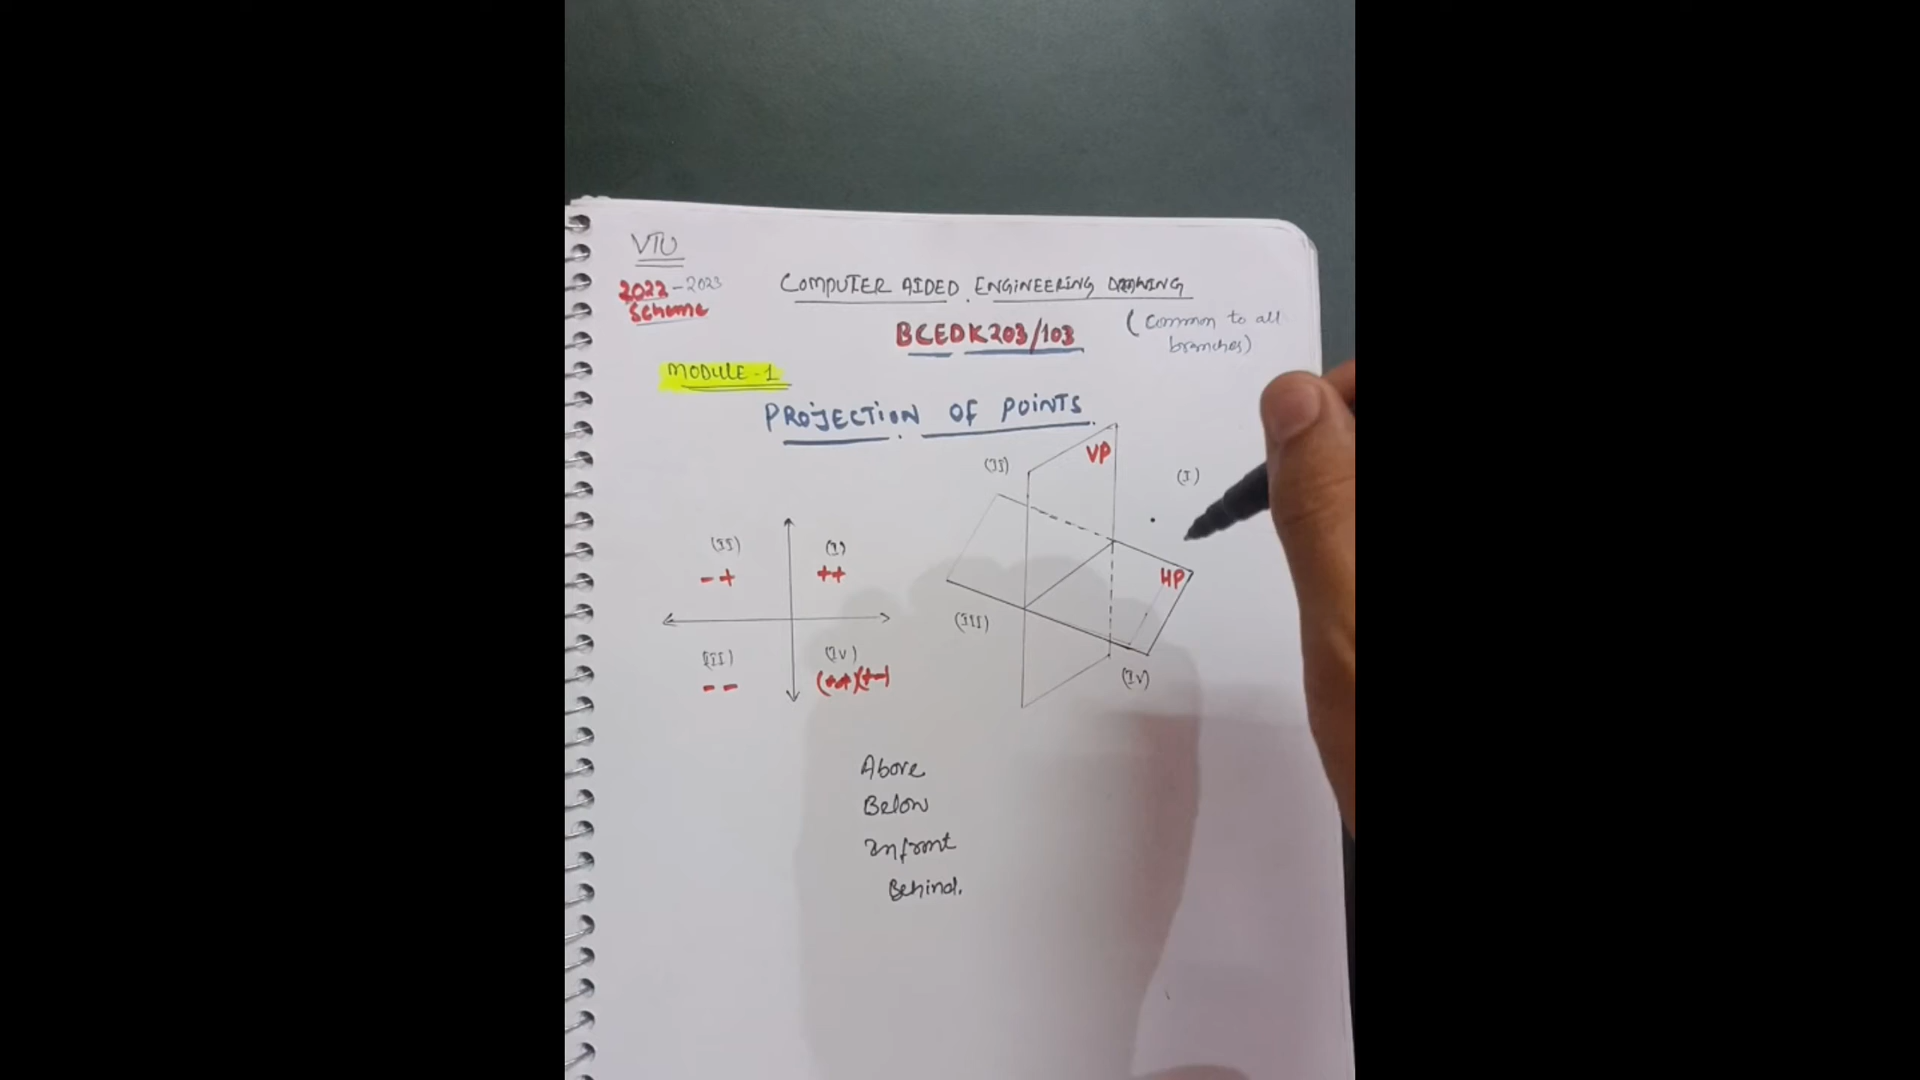 VTU
2022-2023
Scheme
COMPUTER AIDED ENGINEERING DRAWING
BCEDK203/103
(Common to all
branches)
MODULE-1
PROJECTION OF POINTS
VP
(II)
(I)
HP
(III)
(IV)
(II)
(I)
-+
++
(III)
(IV)
--
(+-)
Above
Below
Infront
Behind.